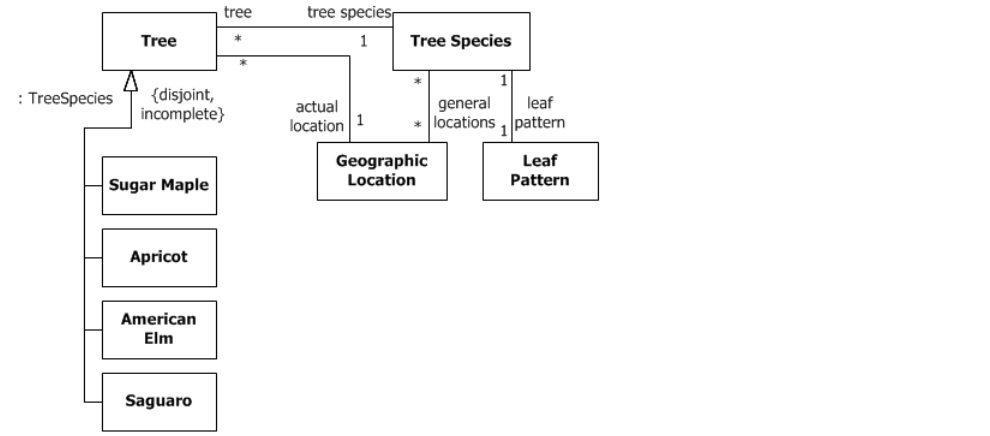 tree
tree species
Tree
*
1
Tree Species
*
*
1
: TreeSpecies
{disjoint,
incomplete}
actual
location
1
general
locations
*
leaf
pattern
1
Geographic
Location
Leaf
Pattern
Sugar Maple
Apricot
American
Elm
Saguaro